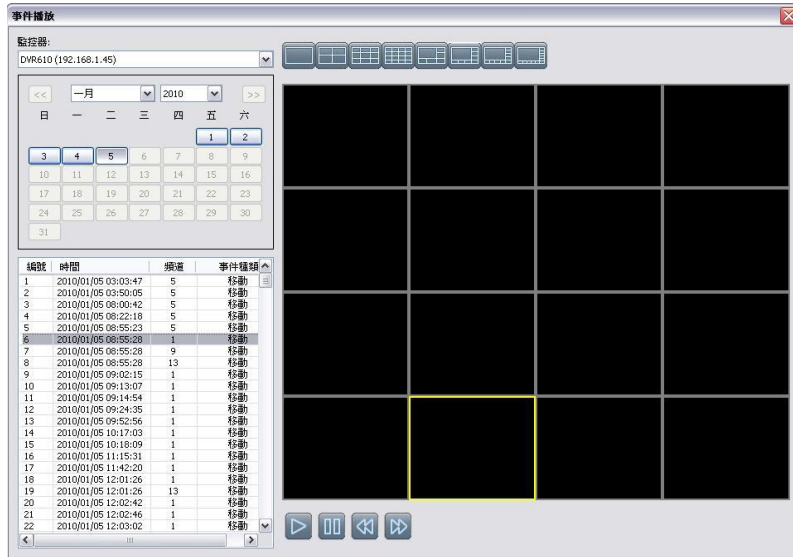 事件播放
監控器:
DVR610 (192.168.1.45)
<< 一月 2010 >>
日 一 二 三 四 五 六
1 2
3 4 5 6 7 8 9
10 11 12 13 14 15 16
17 18 19 20 21 22 23
24 25 26 27 28 29 30
31
編號 時間 頻道 事件種類
1 2010/01/05 03:03:47 5 移動
2 2010/01/05 03:50:05 5 移動
3 2010/01/05 08:00:42 5 移動
4 2010/01/05 08:22:18 5 移動
5 2010/01/05 08:55:23 5 移動
6 2010/01/05 08:55:28 1 移動
7 2010/01/05 08:55:28 9 移動
8 2010/01/05 08:55:28 13 移動
9 2010/01/05 09:02:15 1 移動
10 2010/01/05 09:13:07 1 移動
11 2010/01/05 09:14:54 1 移動
12 2010/01/05 09:24:35 1 移動
13 2010/01/05 09:52:56 1 移動
14 2010/01/05 10:17:03 1 移動
15 2010/01/05 10:18:09 1 移動
16 2010/01/05 11:15:31 1 移動
17 2010/01/05 11:42:20 1 移動
18 2010/01/05 12:01:26 1 移動
19 2010/01/05 12:01:26 13 移動
20 2010/01/05 12:02:42 1 移動
21 2010/01/05 12:02:46 1 移動
22 2010/01/05 12:03:02 1 移動